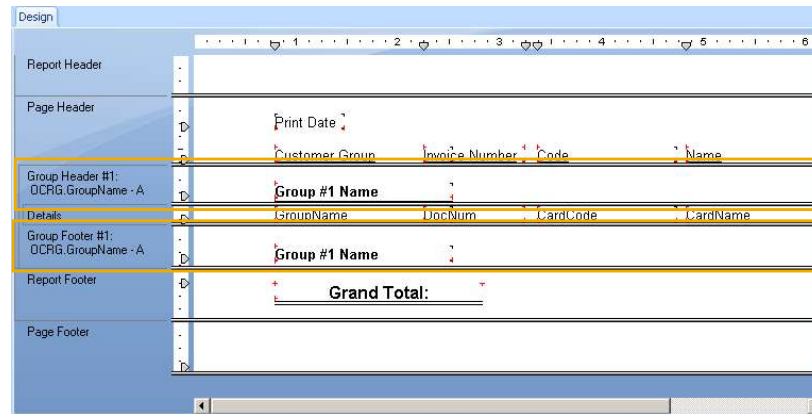 Design
1 2 3 4 5 6
Report Header
Page Header
Print Date
Customer Group Invoice Number Code Name
Group Header #1:
OCRG.GroupName - A
Group #1 Name
Details GroupName DocNum CardCode CardName
Group Footer #1:
OCRG.GroupName - A
Group #1 Name
Report Footer
Grand Total:
Page Footer